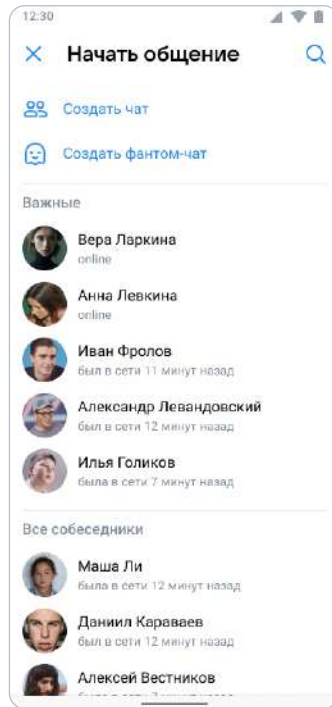 12:30
Начать общение
Создать чат
Создать фантом-чат
Важные
Вера Ларкина
online
Анна Левкина
online
Иван Фролов
был в сети 11 минут назад
Александр Левандовский
был в сети 12 минут назад
Илья Голиков
была в сети 7 минут назад
Все собеседники
Маша Ли
была в сети 12 минут назад
Даниил Караваев
был в сети 12 минут назад
Алексей Вестников